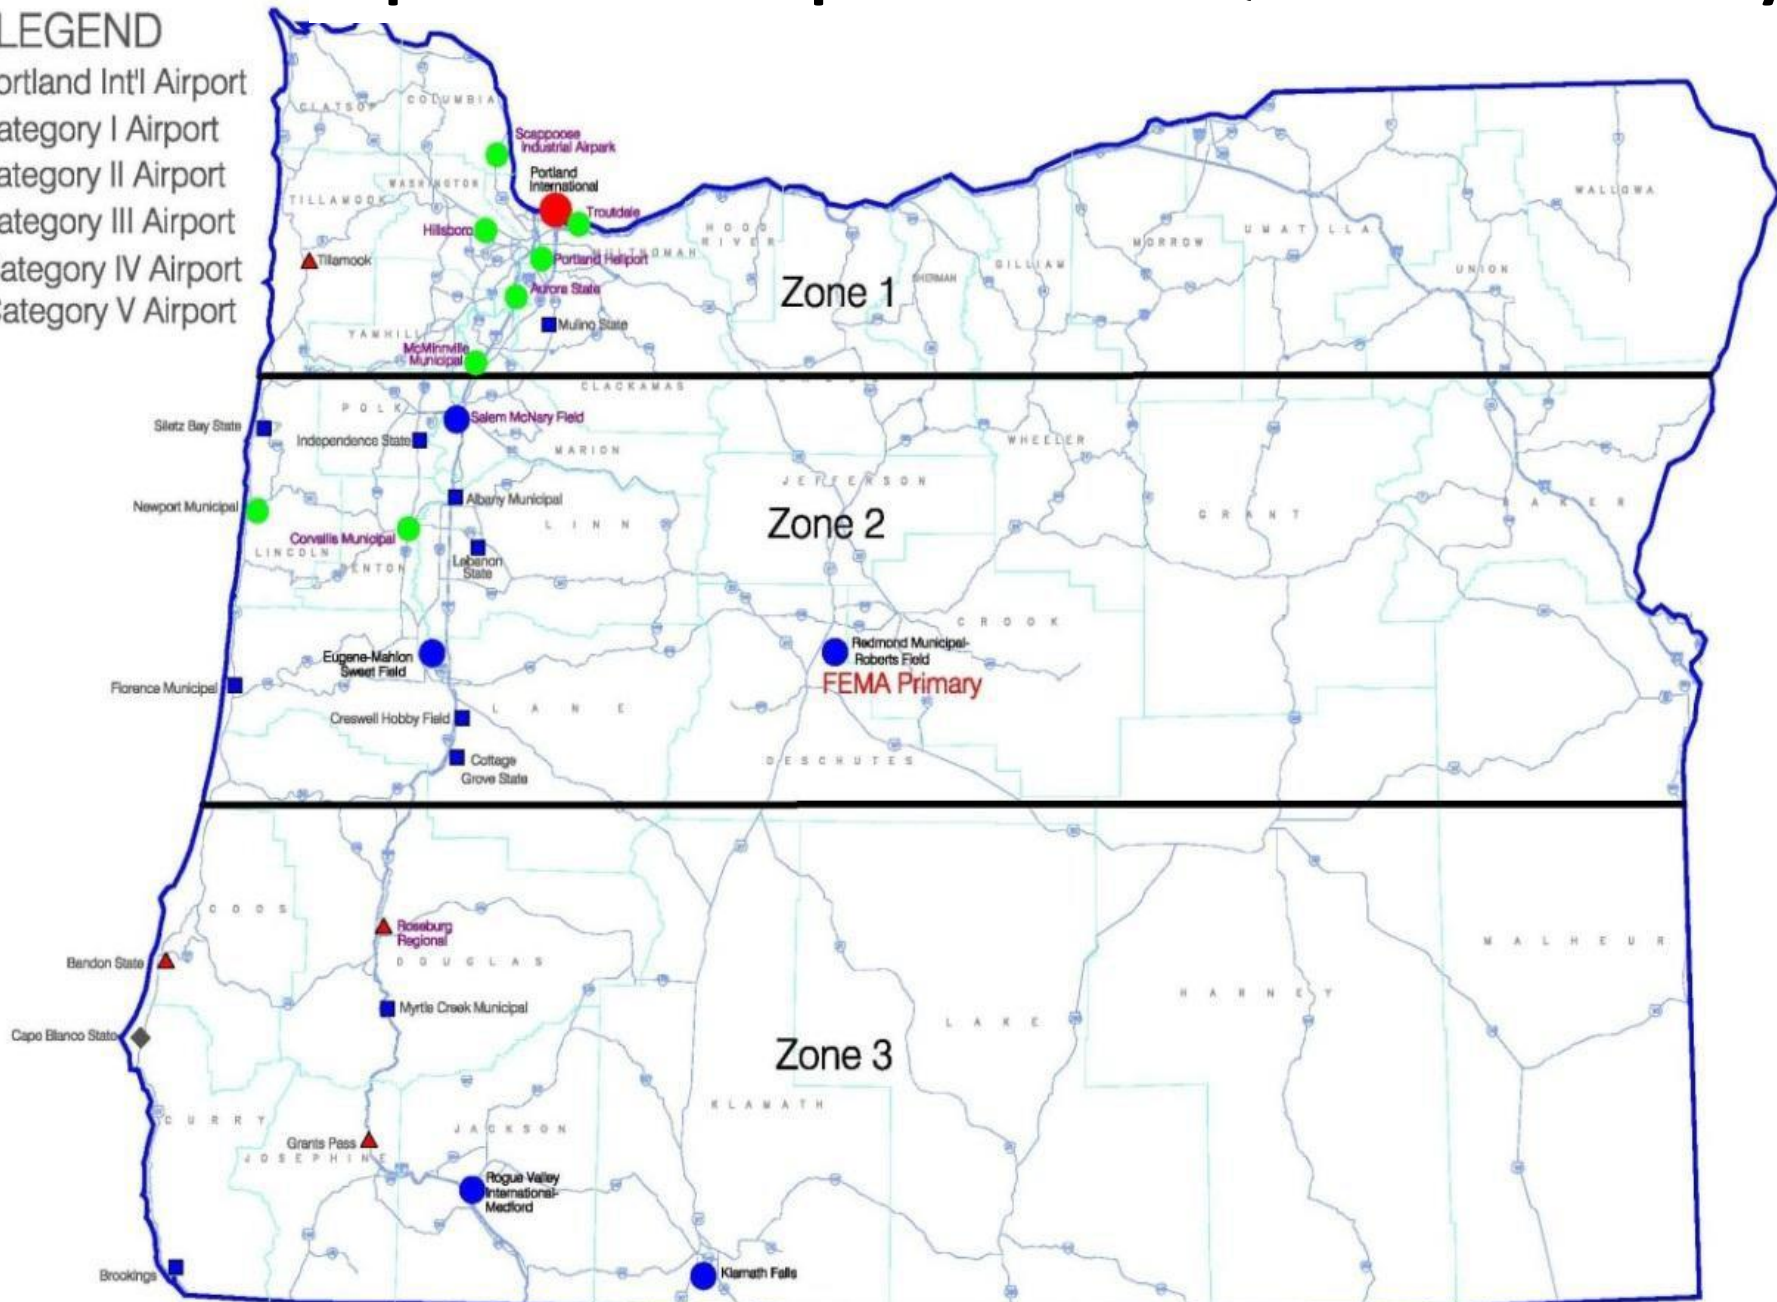 LEGEND
ortland Int'l Airport
ategory I Airport
ategory II Airport
ategory III Airport
ategory IV Airport
Category V Airport
CLATSOP
COLUMBIA
Scappoose
Industrial Airpark
Portland
International
WASHINGTON
TILLAMOOK
Troutdale
Hillsboro
HOOD
RIVER
MULTNOMAH
Portland Heliport
Tillamook
WALLOWA
UMATILLA
MORROW
GILLIAM
SHERMAN
UNION
Zone 1
Aurora State
Mulino State
YAMHILL
McMinnville
Municipal
CLACKAMAS
POLK
Salem McNary Field
Siletz Bay State
Independence State
MARION
WHEELER
JEFFERSON
Albany Municipal
Newport Municipal
LINN
Zone 2
GRANT
BAKER
Corvallis Municipal
LINCOLN
ENTON
Lebanon
State
CROOK
Eugene-Mahlon
Sweet Field
Redmond Municipal-
Roberts Field
FEMA Primary
Florence Municipal
LANE
Creswell Hobby Field
Cottage
Grove State
DESCHUTES
COOS
Roseburg
Regional
DOUGLAS
MALHEUR
Bandon State
HARNEY
Myrtle Creek Municipal
LAKE
Cape Blanco State
Zone 3
KLAMATH
CURRY
JACKSON
Grants Pass
JOSEPHINE
Rogue Valley
International-
Medford
Brookings
Klamath Falls